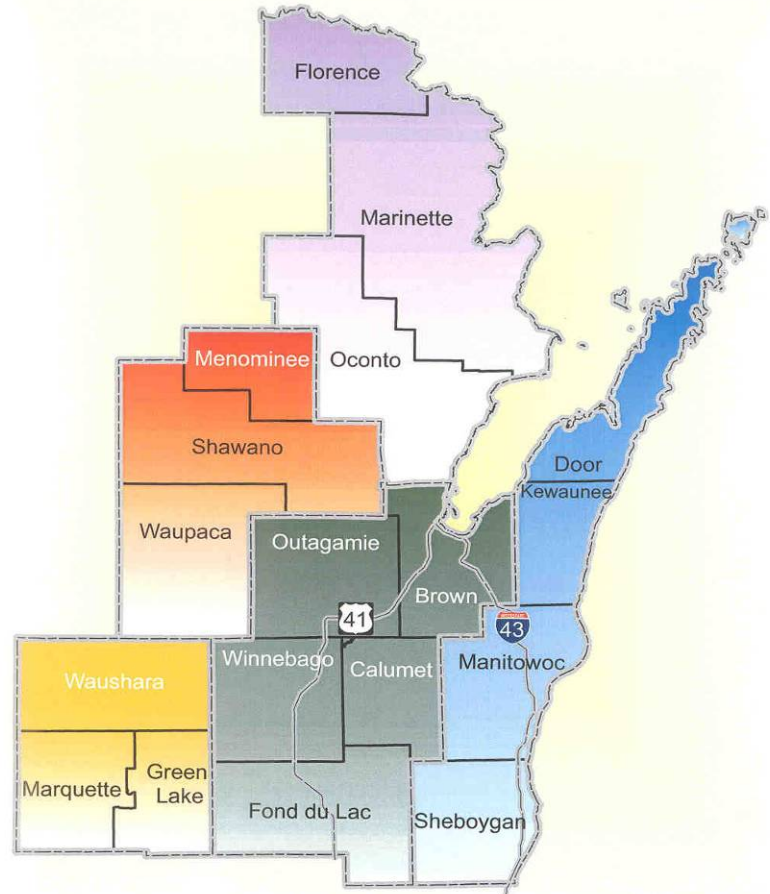 Florence
Marinette
Menominee
Oconto
Shawano
Door
Kewaunee
Waupaca
Outagamie
Brown
41
43
Winnebago
Calumet
Manitowoc
Waushara
Marquette
Green
Lake
Fond du Lac
Sheboygan